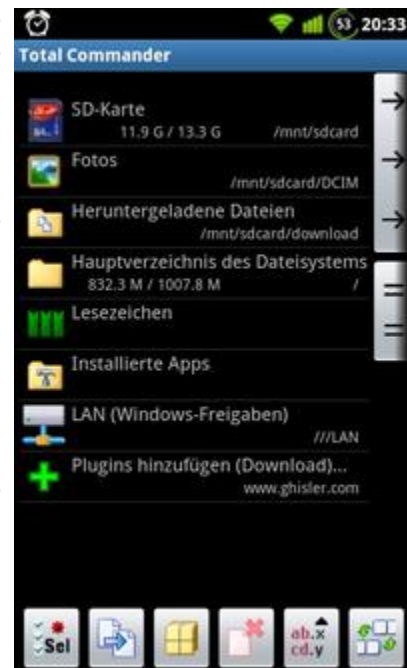 53 20:33
Total Commander
SD-Karte
11.9 G / 13.3 G /mnt/sdcard
Fotos
/mnt/sdcard/DCIM
Heruntergeladene Dateien
/mnt/sdcard/download
Hauptverzeichnis des Dateisystems
832.3 M / 1007.8 M /
Lesezeichen
Installierte Apps
LAN (Windows-Freigaben)
///LAN
Plugins hinzufügen (Download)...
www.ghisler.com
Sel
ab.x
cd.y